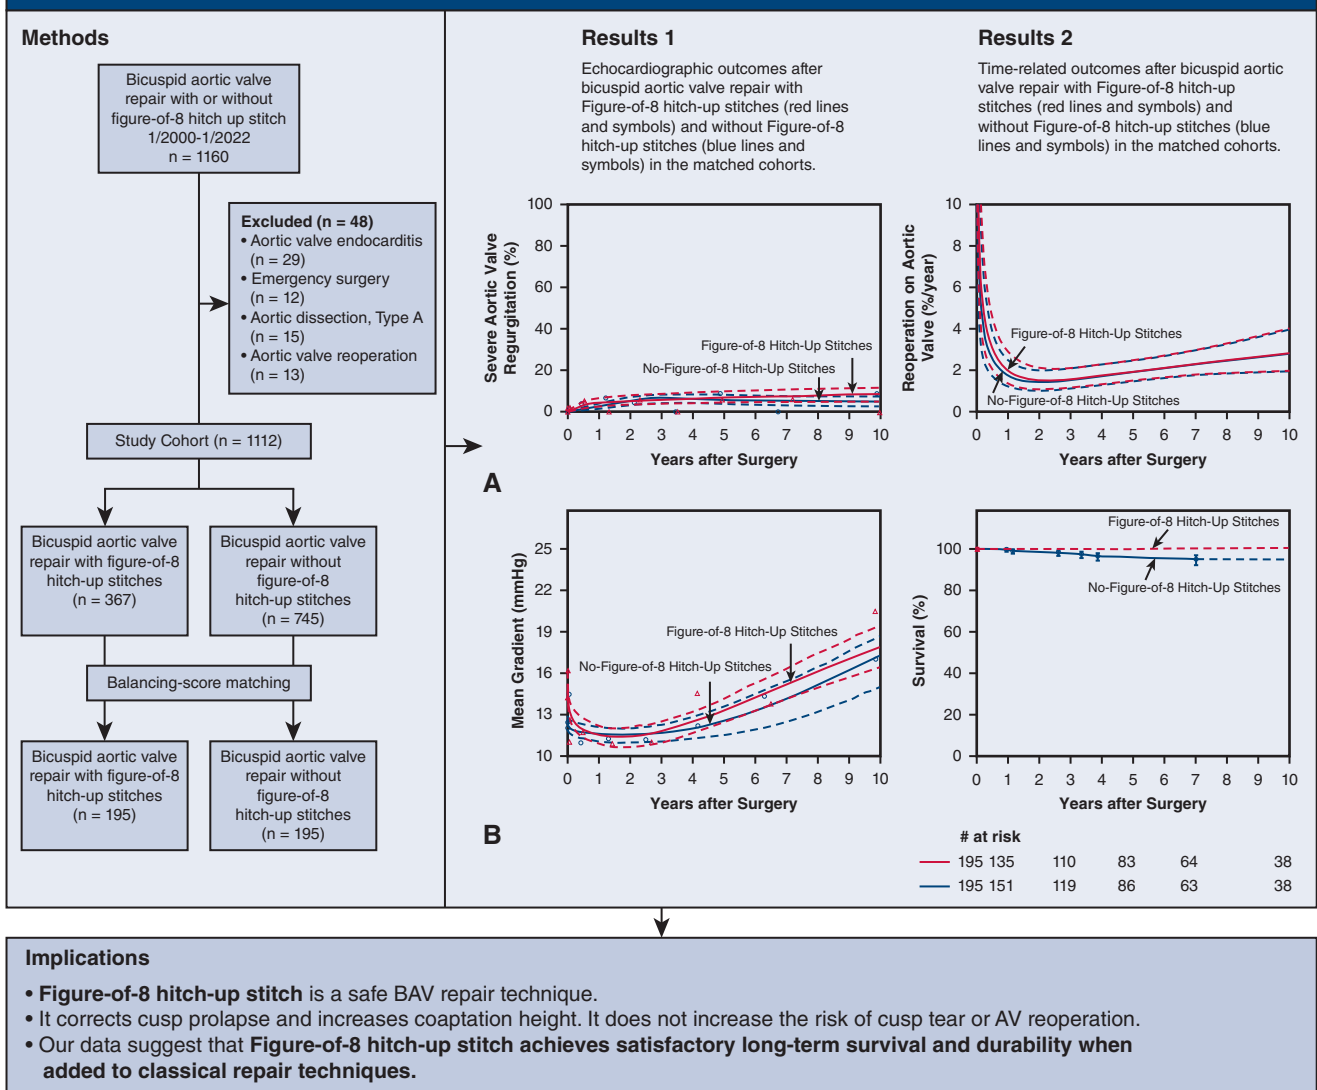 Methods
Bicuspid aortic valve
repair with or without
figure-of-8 hitch up stitch
1/2000-1/2022
n = 1160
Excluded (n = 48)
• Aortic valve endocarditis
(n = 29)
• Emergency surgery
(n = 12)
• Aortic dissection, Type A
(n = 15)
• Aortic valve reoperation
(n = 13)
Study Cohort (n = 1112)
Bicuspid aortic valve
repair with figure-of-8
hitch-up stitches
(n = 367)
Bicuspid aortic valve
repair without
figure-of-8
hitch-up stitches
(n = 745)
Balancing-score matching
Bicuspid aortic valve
repair with figure-of-8
hitch-up stitches
(n = 195)
Bicuspid aortic valve
repair without
figure-of-8
hitch-up stitches
(n = 195)
Results 1
Echocardiographic outcomes after
bicuspid aortic valve repair with
Figure-of-8 hitch-up stitches (red lines
and symbols) and without Figure-of-8
hitch-up stitches (blue lines and
symbols) in the matched cohorts.
Severe Aortic Valve
Regurgitation (%)
100
80
60
40
20
0
Figure-of-8 Hitch-Up Stitches
No-Figure-of-8 Hitch-Up Stitches
0 1 2 3 4 5 6 7 8 9 10
Years after Surgery
A
Mean Gradient (mmHg)
25
22
19
16
13
10
Figure-of-8 Hitch-Up Stitches
No-Figure-of-8 Hitch-Up Stitches
0 1 2 3 4 5 6 7 8 9 10
Years after Surgery
B
Results 2
Time-related outcomes after bicuspid aortic
valve repair with Figure-of-8 hitch-up
stitches (red lines and symbols) and
without Figure-of-8 hitch-up stitches (blue
lines and symbols) in the matched cohorts.
Reoperation on Aortic
Valve (%/year)
10
8
6
4
2
0
Figure-of-8 Hitch-Up Stitches
No-Figure-of-8 Hitch-Up Stitches
0 1 2 3 4 5 6 7 8 9 10
Years after Surgery
Survival (%)
100
80
60
40
20
0
Figure-of-8 Hitch-Up Stitches
No-Figure-of-8 Hitch-Up Stitches
0 1 2 3 4 5 6 7 8 9 10
Years after Surgery
# at risk
195 135 110 83 64 38
195 151 119 86 63 38
Implications
• Figure-of-8 hitch-up stitch is a safe BAV repair technique.
• It corrects cusp prolapse and increases coaptation height. It does not increase the risk of cusp tear or AV reoperation.
• Our data suggest that Figure-of-8 hitch-up stitch achieves satisfactory long-term survival and durability when
added to classical repair techniques.